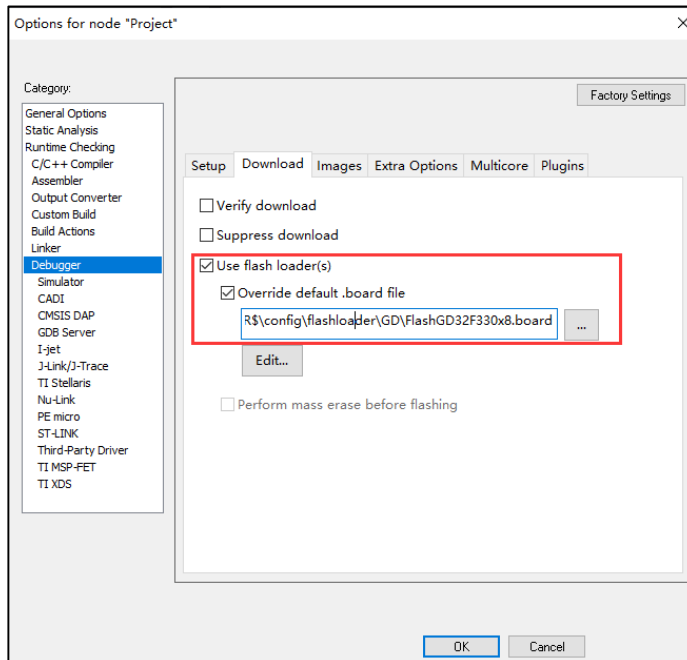 Options for node "Project"
Category:
Factory Settings
General Options
Static Analysis
Runtime Checking
C/C++ Compiler
Assembler
Output Converter
Custom Build
Build Actions
Linker
Debugger
Simulator
CADI
CMSIS DAP
GDB Server
I-jet
J-Link/J-Trace
TI Stellaris
Nu-Link
PE micro
ST-LINK
Third-Party Driver
TI MSP-FET
TI XDS
Setup Download Images Extra Options Multicore Plugins
Verify download
Suppress download
Use flash loader(s)
Override default .board file
R$\config\flashloader\GD\FlashGD32F330x8.board ...
Edit...
Perform mass erase before flashing
OK Cancel